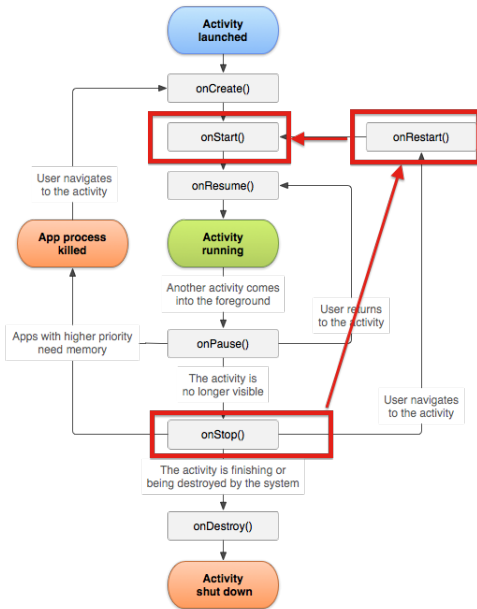 Activity
launched
onCreate()
onStart()
onRestart()
User navigates
to the activity
onResume()
App process
killed
Activity
running
Another activity comes
into the foreground
User returns
to the activity
Apps with higher priority
need memory
onPause()
The activity is
no longer visible
User navigates
to the activity
onStop()
The activity is finishing or
being destroyed by the system
onDestroy()
Activity
shut down